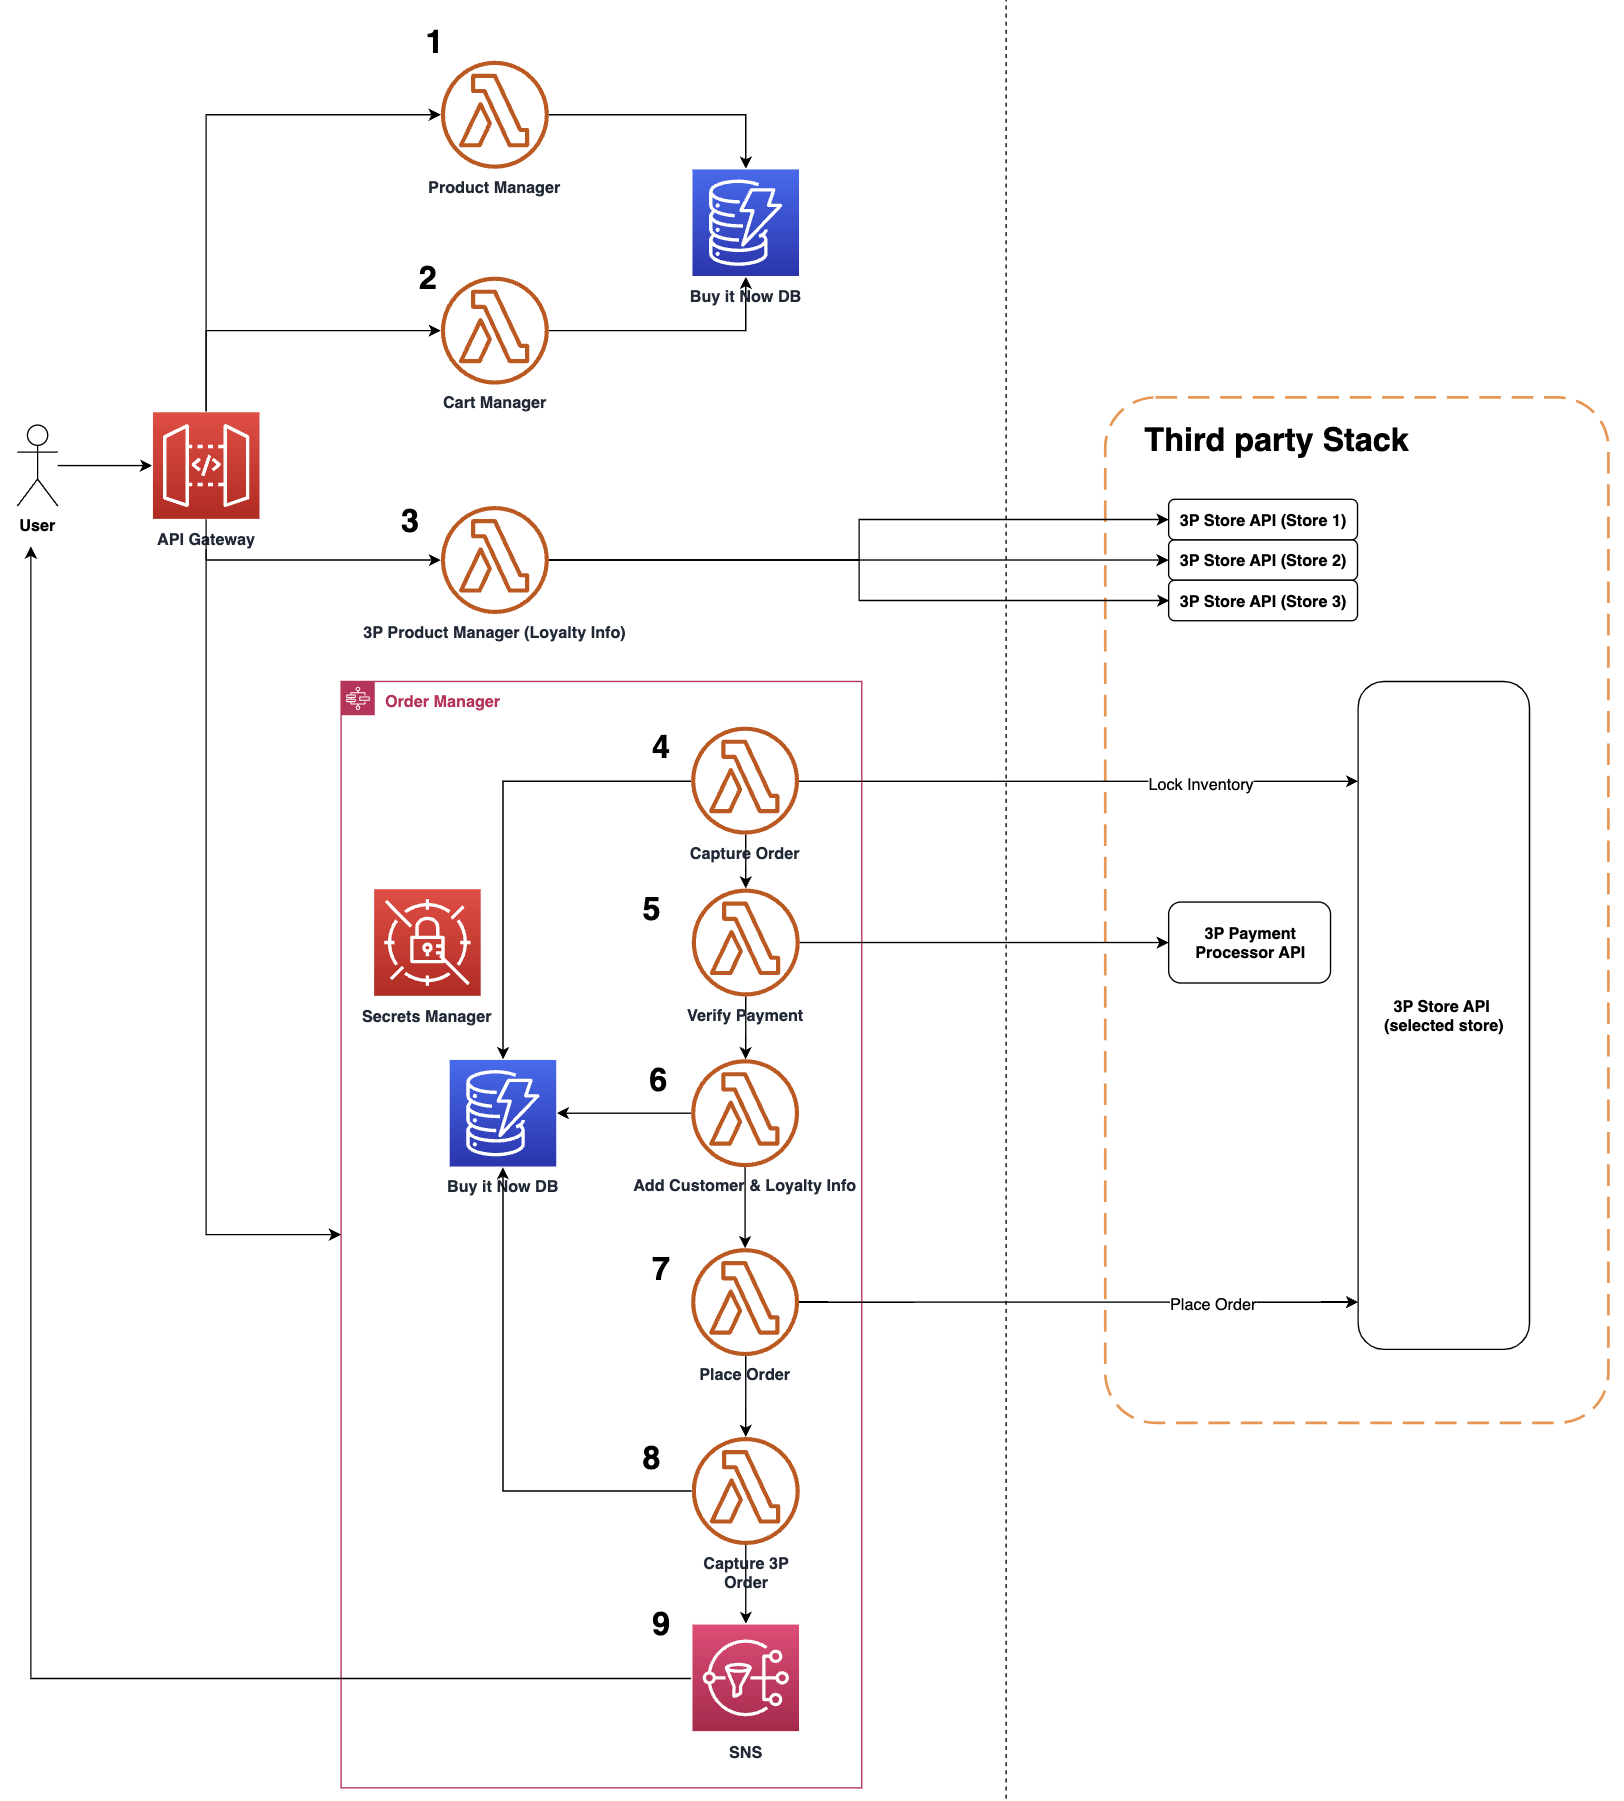 1
Product Manager
Buy it Now DB
2
Cart Manager
User
API Gateway
</>
3
3P Product Manager (Loyalty Info)
Third party Stack
3P Store API (Store 1)
3P Store API (Store 2)
3P Store API (Store 3)
Order Manager
4
Capture Order
Lock Inventory
5
Verify Payment
3P Payment
Processor API
Secrets Manager
3P Store API
(selected store)
6
Add Customer & Loyalty Info
Buy it Now DB
7
Place Order
Place Order
8
Capture 3P
Order
9
SNS